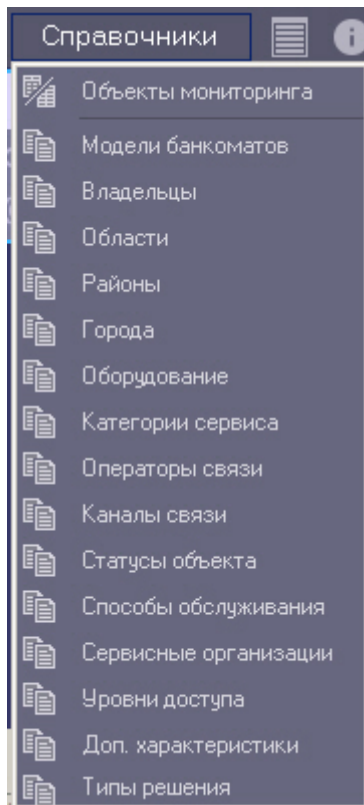 Справочники
Объекты мониторинга
Модели банкоматов
Владельцы
Области
Районы
Города
Оборудование
Категории сервиса
Операторы связи
Каналы связи
Статусы объекта
Способы обслуживания
Сервисные организации
Уровни доступа
Доп. характеристики
Типы решения